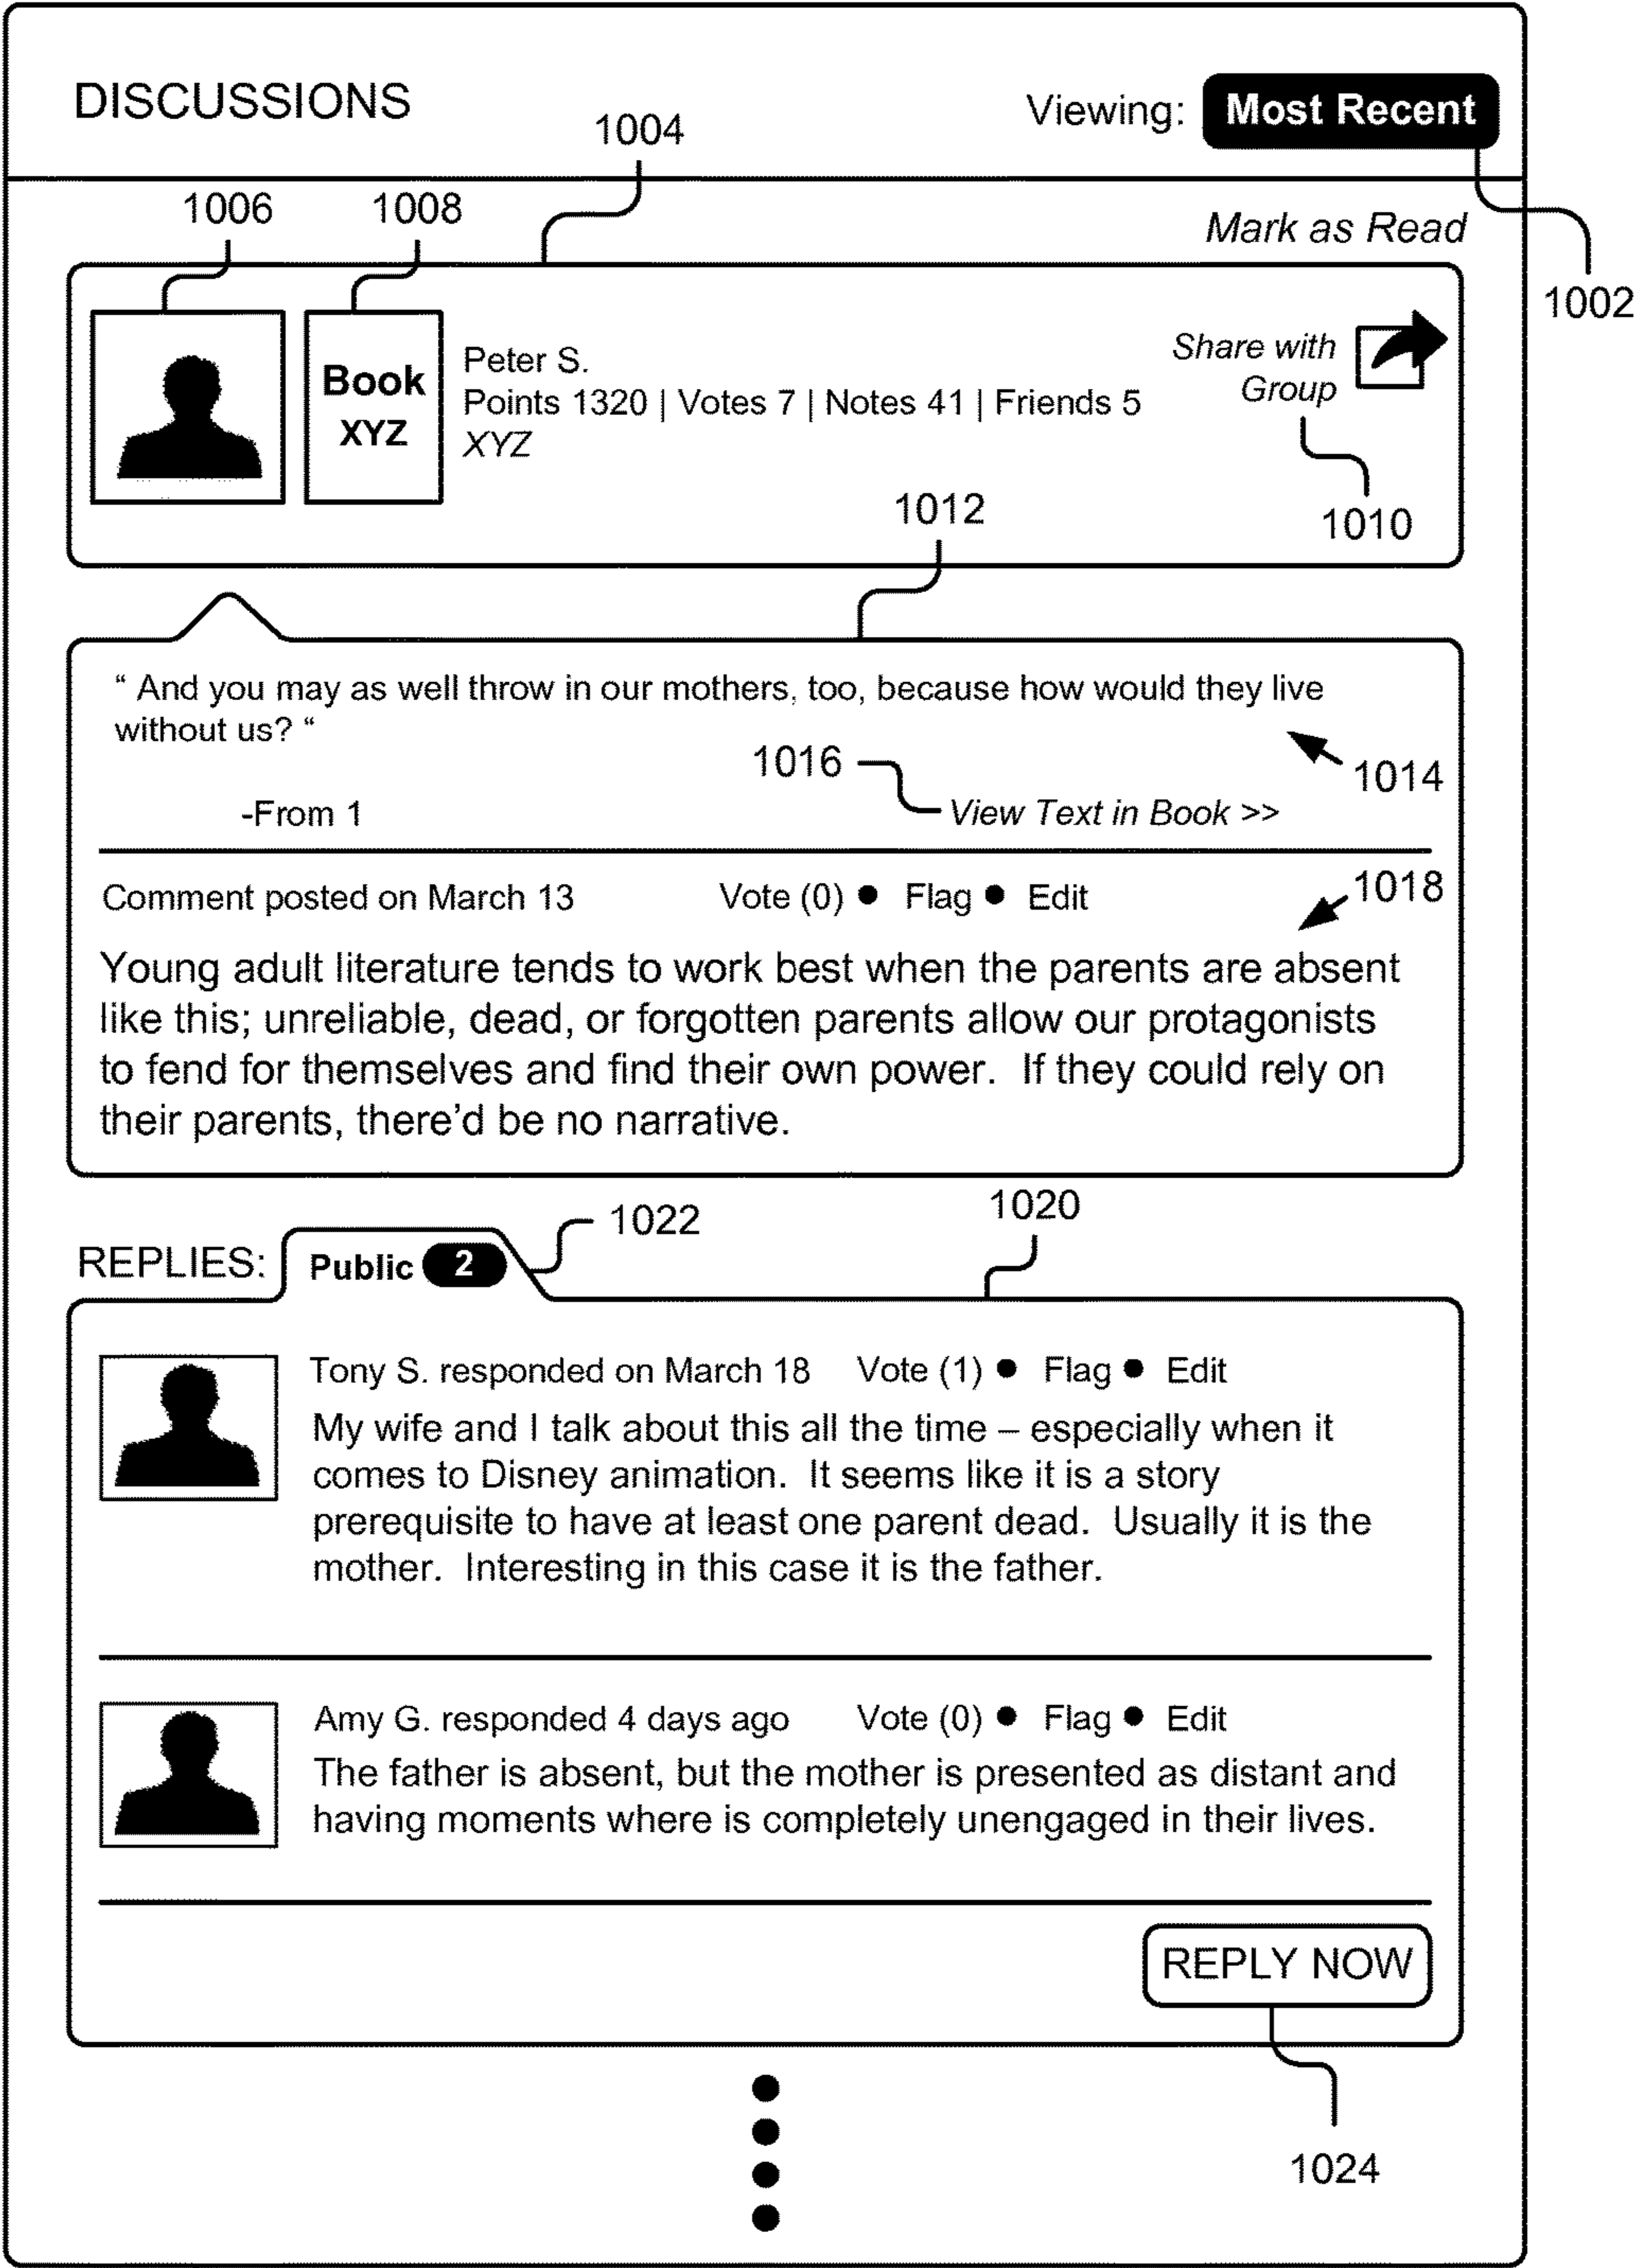 DISCUSSIONS
Viewing: Most Recent
1004
1006 1008
Mark as Read
1002
Book
XYZ
Peter S.
Points 1320 | Votes 7 | Notes 41 | Friends 5
XYZ
Share with
Group
1010
1012
“ And you may as well throw in our mothers, too, because how would they live
without us? “
1016
1014
-From 1
View Text in Book >>
1018
Comment posted on March 13 Vote (0) ● Flag ● Edit
Young adult literature tends to work best when the parents are absent
like this; unreliable, dead, or forgotten parents allow our protagonists
to fend for themselves and find their own power. If they could rely on
their parents, there’d be no narrative.
1022
1020
REPLIES: Public 2
Tony S. responded on March 18 Vote (1) ● Flag ● Edit
My wife and I talk about this all the time – especially when it
comes to Disney animation. It seems like it is a story
prerequisite to have at least one parent dead. Usually it is the
mother. Interesting in this case it is the father.
Amy G. responded 4 days ago Vote (0) ● Flag ● Edit
The father is absent, but the mother is presented as distant and
having moments where is completely unengaged in their lives.
REPLY NOW
1024